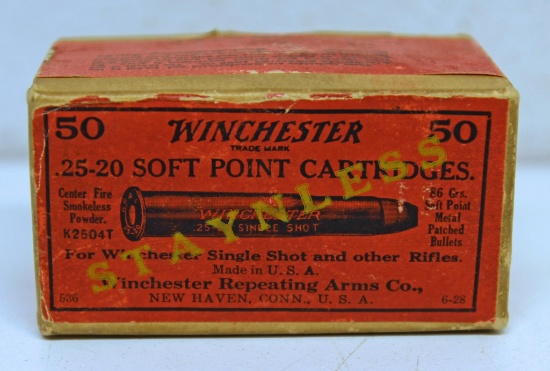 50 WINCHESTER 50
TRADE MARK
.25-20 SOFT POINT CARTRIDGES.
Center Fire
Smokeless
Powder.
K2504T
WINCHESTER
SINGLE SHOT
86 Grs.
Soft Point
Metal
Patched
Bullets
STAYNLESS
For Winchester Single Shot and other Rifles.
Made in U. S. A.
Winchester Repeating Arms Co.,
536 NEW HAVEN, CONN., U. S. A. 6-28